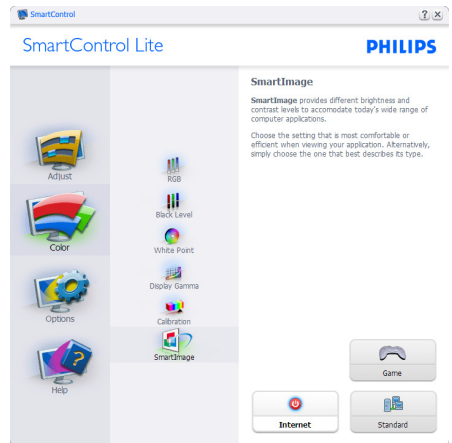 SmartControl
SmartControl Lite
PHILIPS
Adjust
Color
Options
Help
RGB
Black Level
White Point
Display Gamma
Calibration
SmartImage
SmartImage
SmartImage provides different brightness and
contrast levels to accomodate today's wide range of
computer applications.
Choose the setting that is most comfortable or
efficient when viewing your application. Alternatively,
simply choose the one that best describes its type.
Game
Internet
Standard